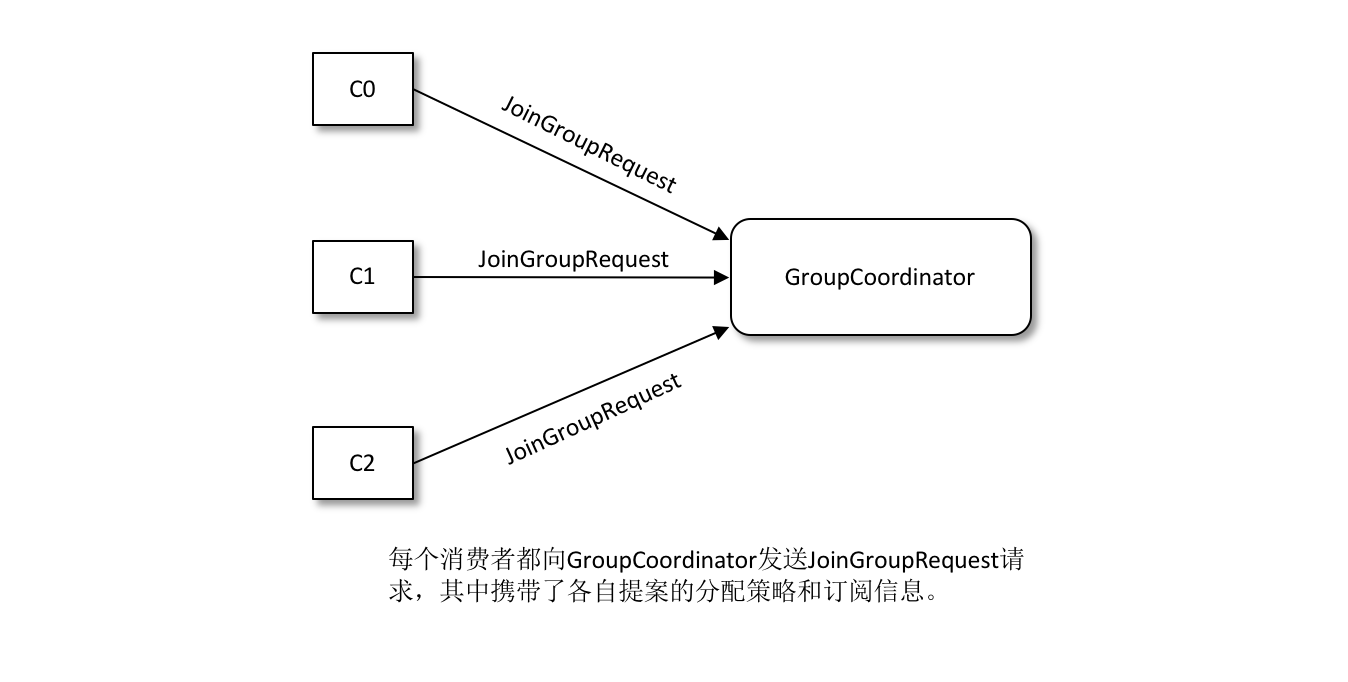 C0
JoinGroupRequest
C1
JoinGroupRequest
GroupCoordinator
C2
JoinGroupRequest
每个消费者都向GroupCoordinator发送JoinGroupRequest请
求，其中携带了各自提案的分配策略和订阅信息。